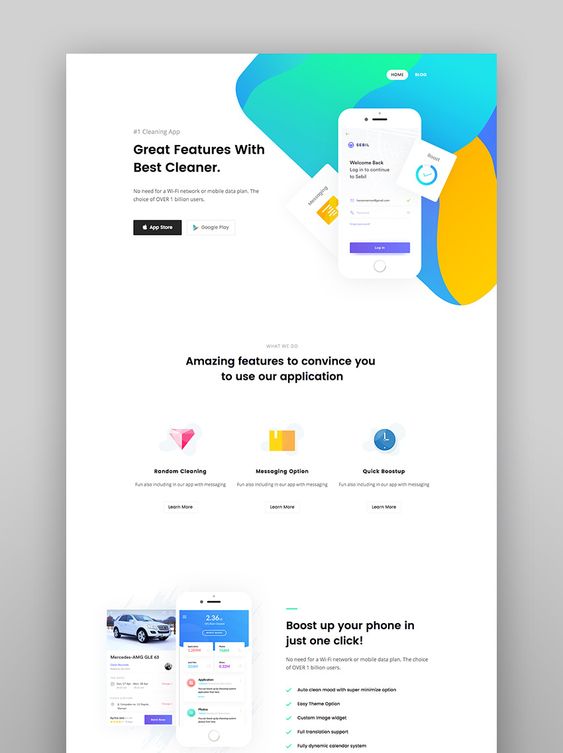 HOME
BLOG
#1 Cleaning App
Great Features With
Best Cleaner.
No need for a Wi-Fi network or mobile data plan. The
choice of OVER 1 billion users.
App Store
Google Play
SEBIL
Welcome Back
Log in to continue
to Sebil
Log in
Messaging
Boost
WHAT WE DO
Amazing features to convince you
to use our application
Random Cleaning
Messaging Option
Quick Boostup
Fun also including in our app with messaging
Fun also including in our app with messaging
Fun also including in our app with messaging
Learn More
Learn More
Learn More
Mercedes-AMG GLE 63
2.36
Application
Photos
Boost up your phone in
just one click!
No need for a Wi-Fi network or mobile data plan. The choice
of OVER 1 billion users.
Auto clean mood with super minimize option
Easy Theme Option
Custom image widget
Full translation support
Fully dynamic calendar system